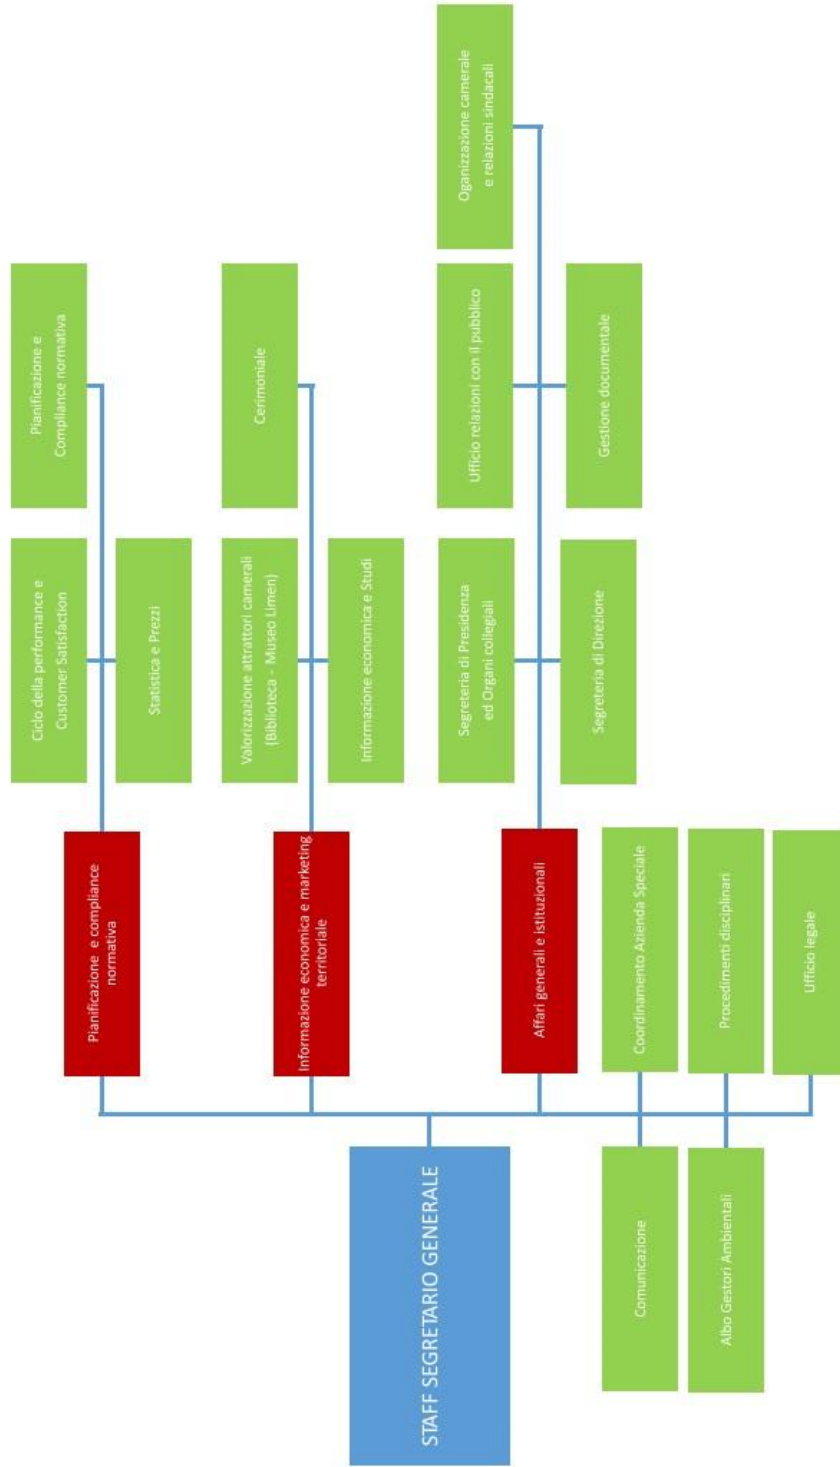 STAFF SEGRETARIO GENERALE
Pianificazione e compliance
normativa
Ciclo della performance e
Customer Satisfaction
Statistica e Prezzi
Pianificazione e
Compliance normativa
Informazione economica e marketing
territoriale
Valorizzazione attrattori camerali
(Biblioteca - Museo Limen)
Informazione economica e Studi
Cerimoniale
Affari generali e istituzionali
Segreteria di Presidenza
ed Organi collegiali
Segreteria di Direzione
Ufficio relazioni con il pubblico
Gestione documentale
Oganizzazione camerale
e relazioni sindacali
Comunicazione
Coordinamento Azienda Speciale
Albo Gestori Ambientali
Procedimenti disciplinari
Ufficio legale